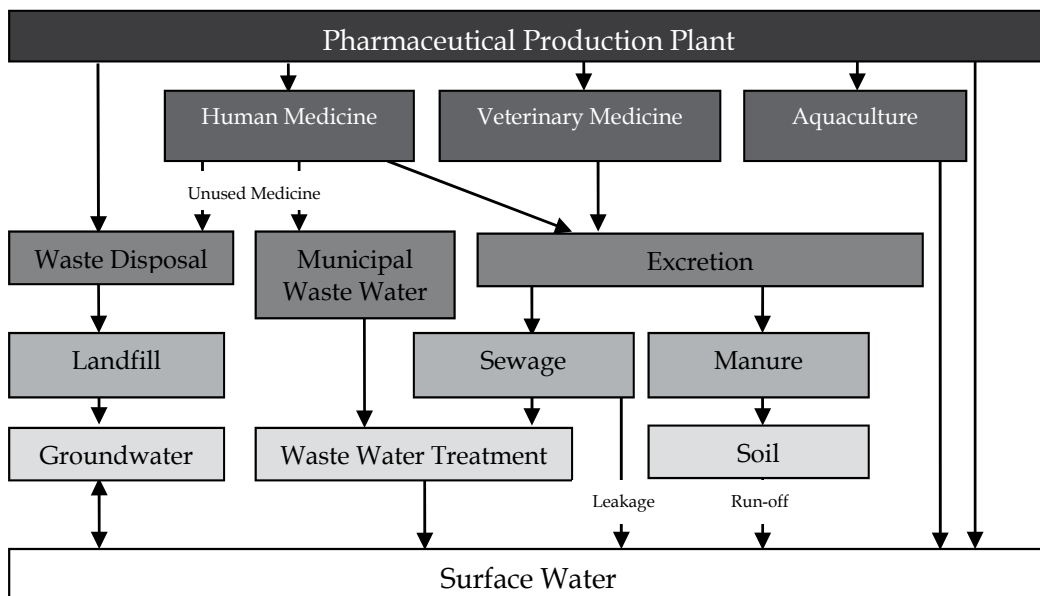 Pharmaceutical Production Plant
Human Medicine
Veterinary Medicine
Aquaculture
Unused Medicine
Waste Disposal
Municipal
Waste Water
Excretion
Landfill
Sewage
Manure
Groundwater
Waste Water Treatment
Soil
Leakage
Run-off
Surface Water